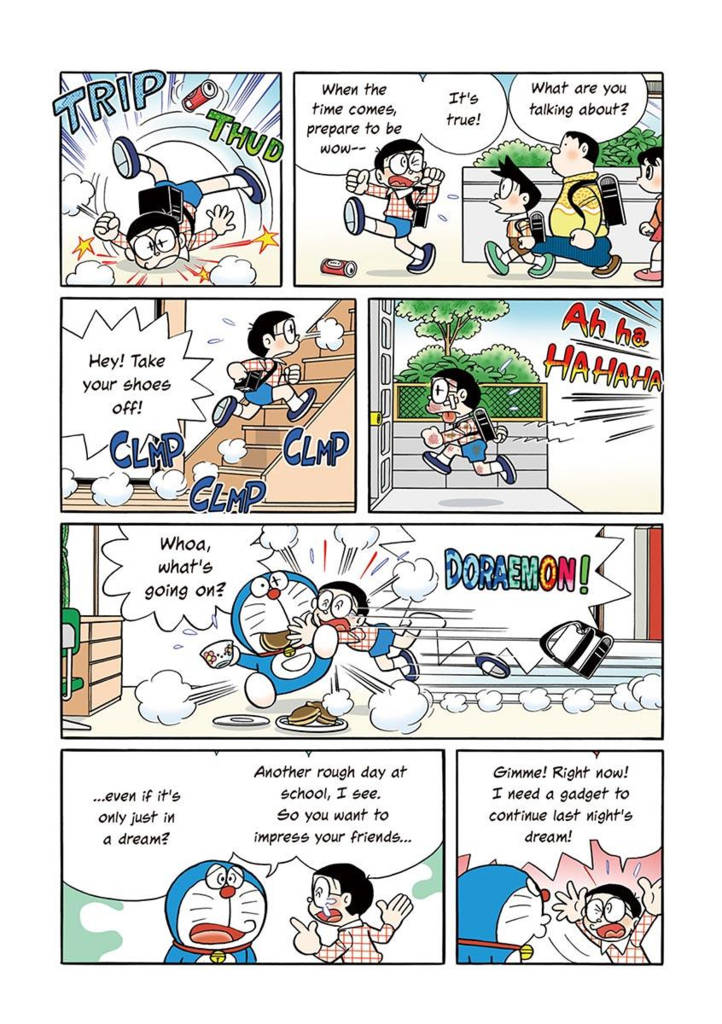 What are you
talking about?
It's
true!
When the
time comes,
prepare to be
wow--
TRIP
THUD
Ah ha
HAHAHAHA
Hey! Take
your shoes
off!
CLMP
CLMP
CLMP
DORAEMON!
Whoa,
what's
going on?
Gimme! Right now!
I need a gadget to
continue last night's
dream!
Another rough day at
school, I see.
So you want to
impress your friends...
...even if it's
only just in
a dream?